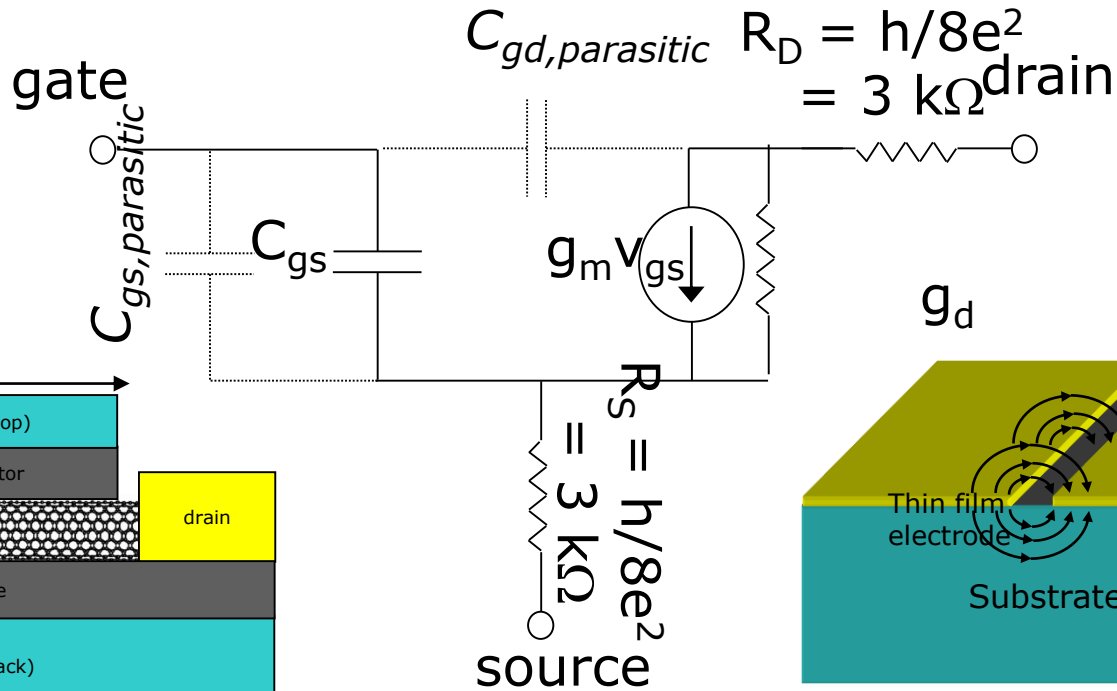 C_gd,parasitic
R_D = h/8e²
= 3 kΩ
gate
drain
C_gs,parasitic
C_gs
g_m v_gs
g_d
R_s = h/8e²
= 3 kΩ
source
op)
tor
drain
e
ack)
Thin film
electrode
Substrate